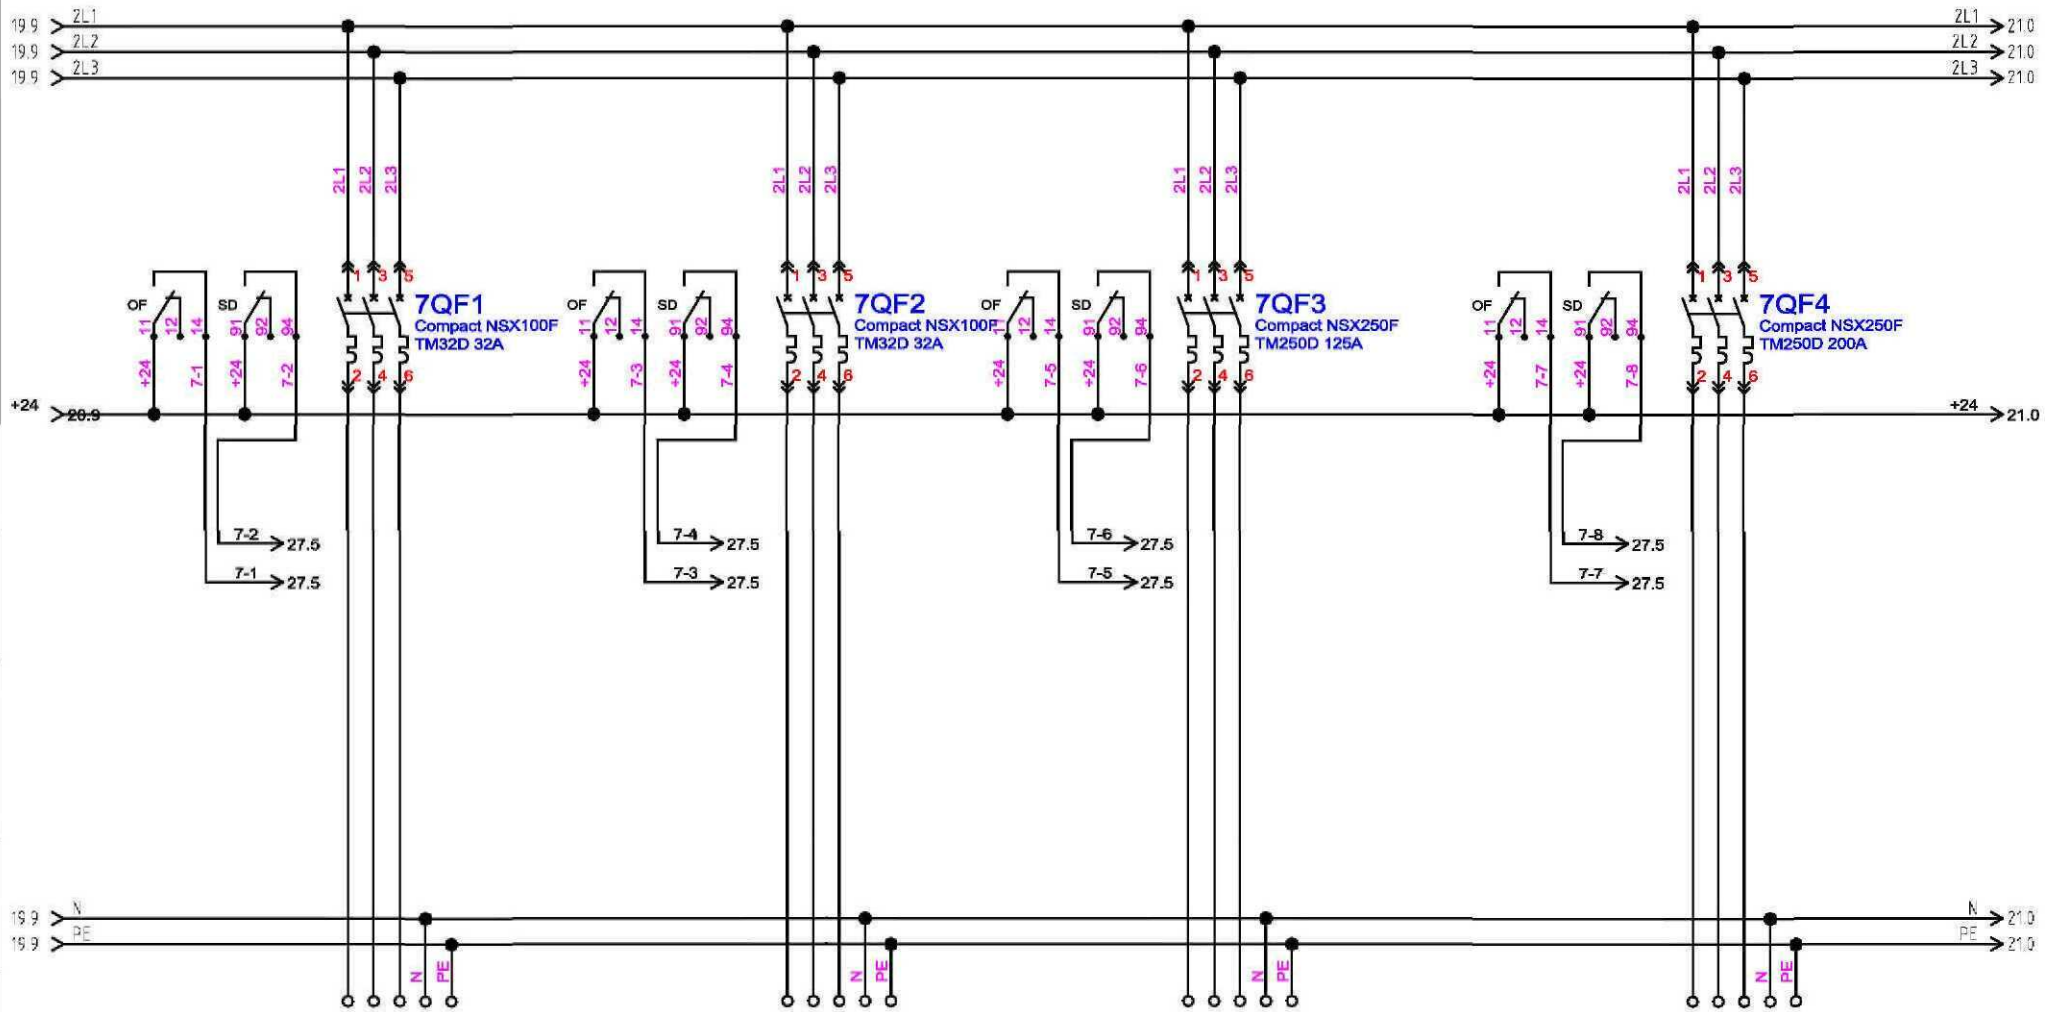 19.9 2L1 2L1 21.0
19.9 2L2 2L2 21.0
19.9 2L3 2L3 21.0
2L1 2L2 2L3 2L1 2L2 2L3 2L1 2L2 2L3 2L1 2L2 2L3
1 3 5 1 3 5 1 3 5 1 3 5
OF SD 7QF1 OF SD 7QF2 OF SD 7QF3 OF SD 7QF4
11 12 14 91 92 94 Compact NSX100F 11 12 14 91 92 94 Compact NSX100F 11 12 14 91 92 94 Compact NSX250F 11 12 14 91 92 94 Compact NSX250F
TM32D 32A TM32D 32A TM250D 125A TM250D 200A
+24 7-1 +24 7-2 2 4 6 +24 7-3 +24 7-4 2 4 6 +24 7-5 +24 7-6 2 4 6 +24 7-7 +24 7-8 2 4 6
+24 20.9 +24 21.0
7-2 27.5 7-4 27.5 7-6 27.5 7-8 27.5
7-1 27.5 7-3 27.5 7-5 27.5 7-7 27.5
19.9 N N 21.0
19.9 PE PE 21.0
N PE N PE N PE N PE